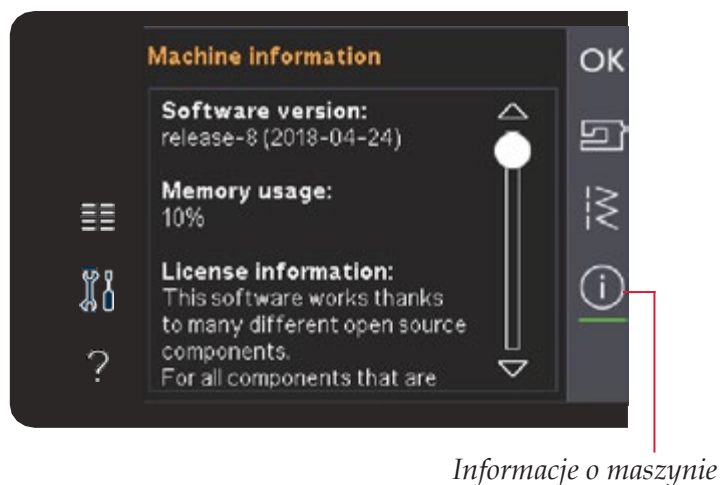 Machine information
OK
Software version:
release-8 (2018-04-24)
Memory usage:
10%
License information:
This software works thanks
to many different open source
components.
For all components that are
?
Informacje o maszynie